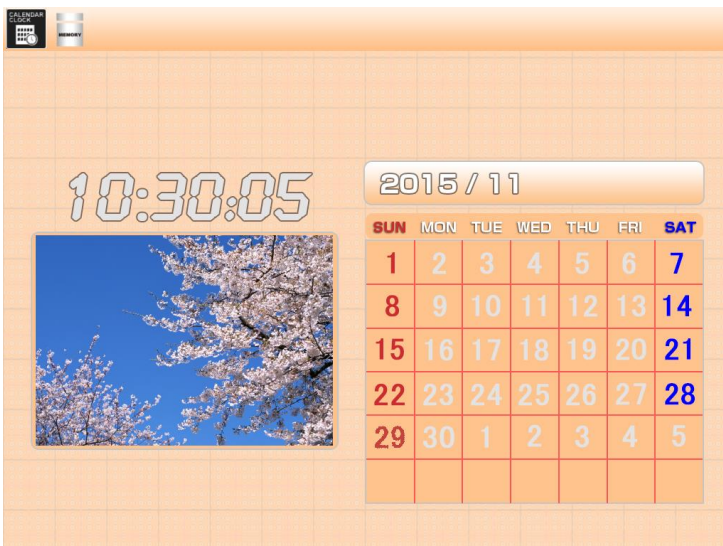 CALENDAR
CLOCK
MEMORY
10:30:05
2015 / 11
SUN MON TUE WED THU FRI SAT
1 2 3 4 5 6 7
8 9 10 11 12 13 14
15 16 17 18 19 20 21
22 23 24 25 26 27 28
29 30 1 2 3 4 5